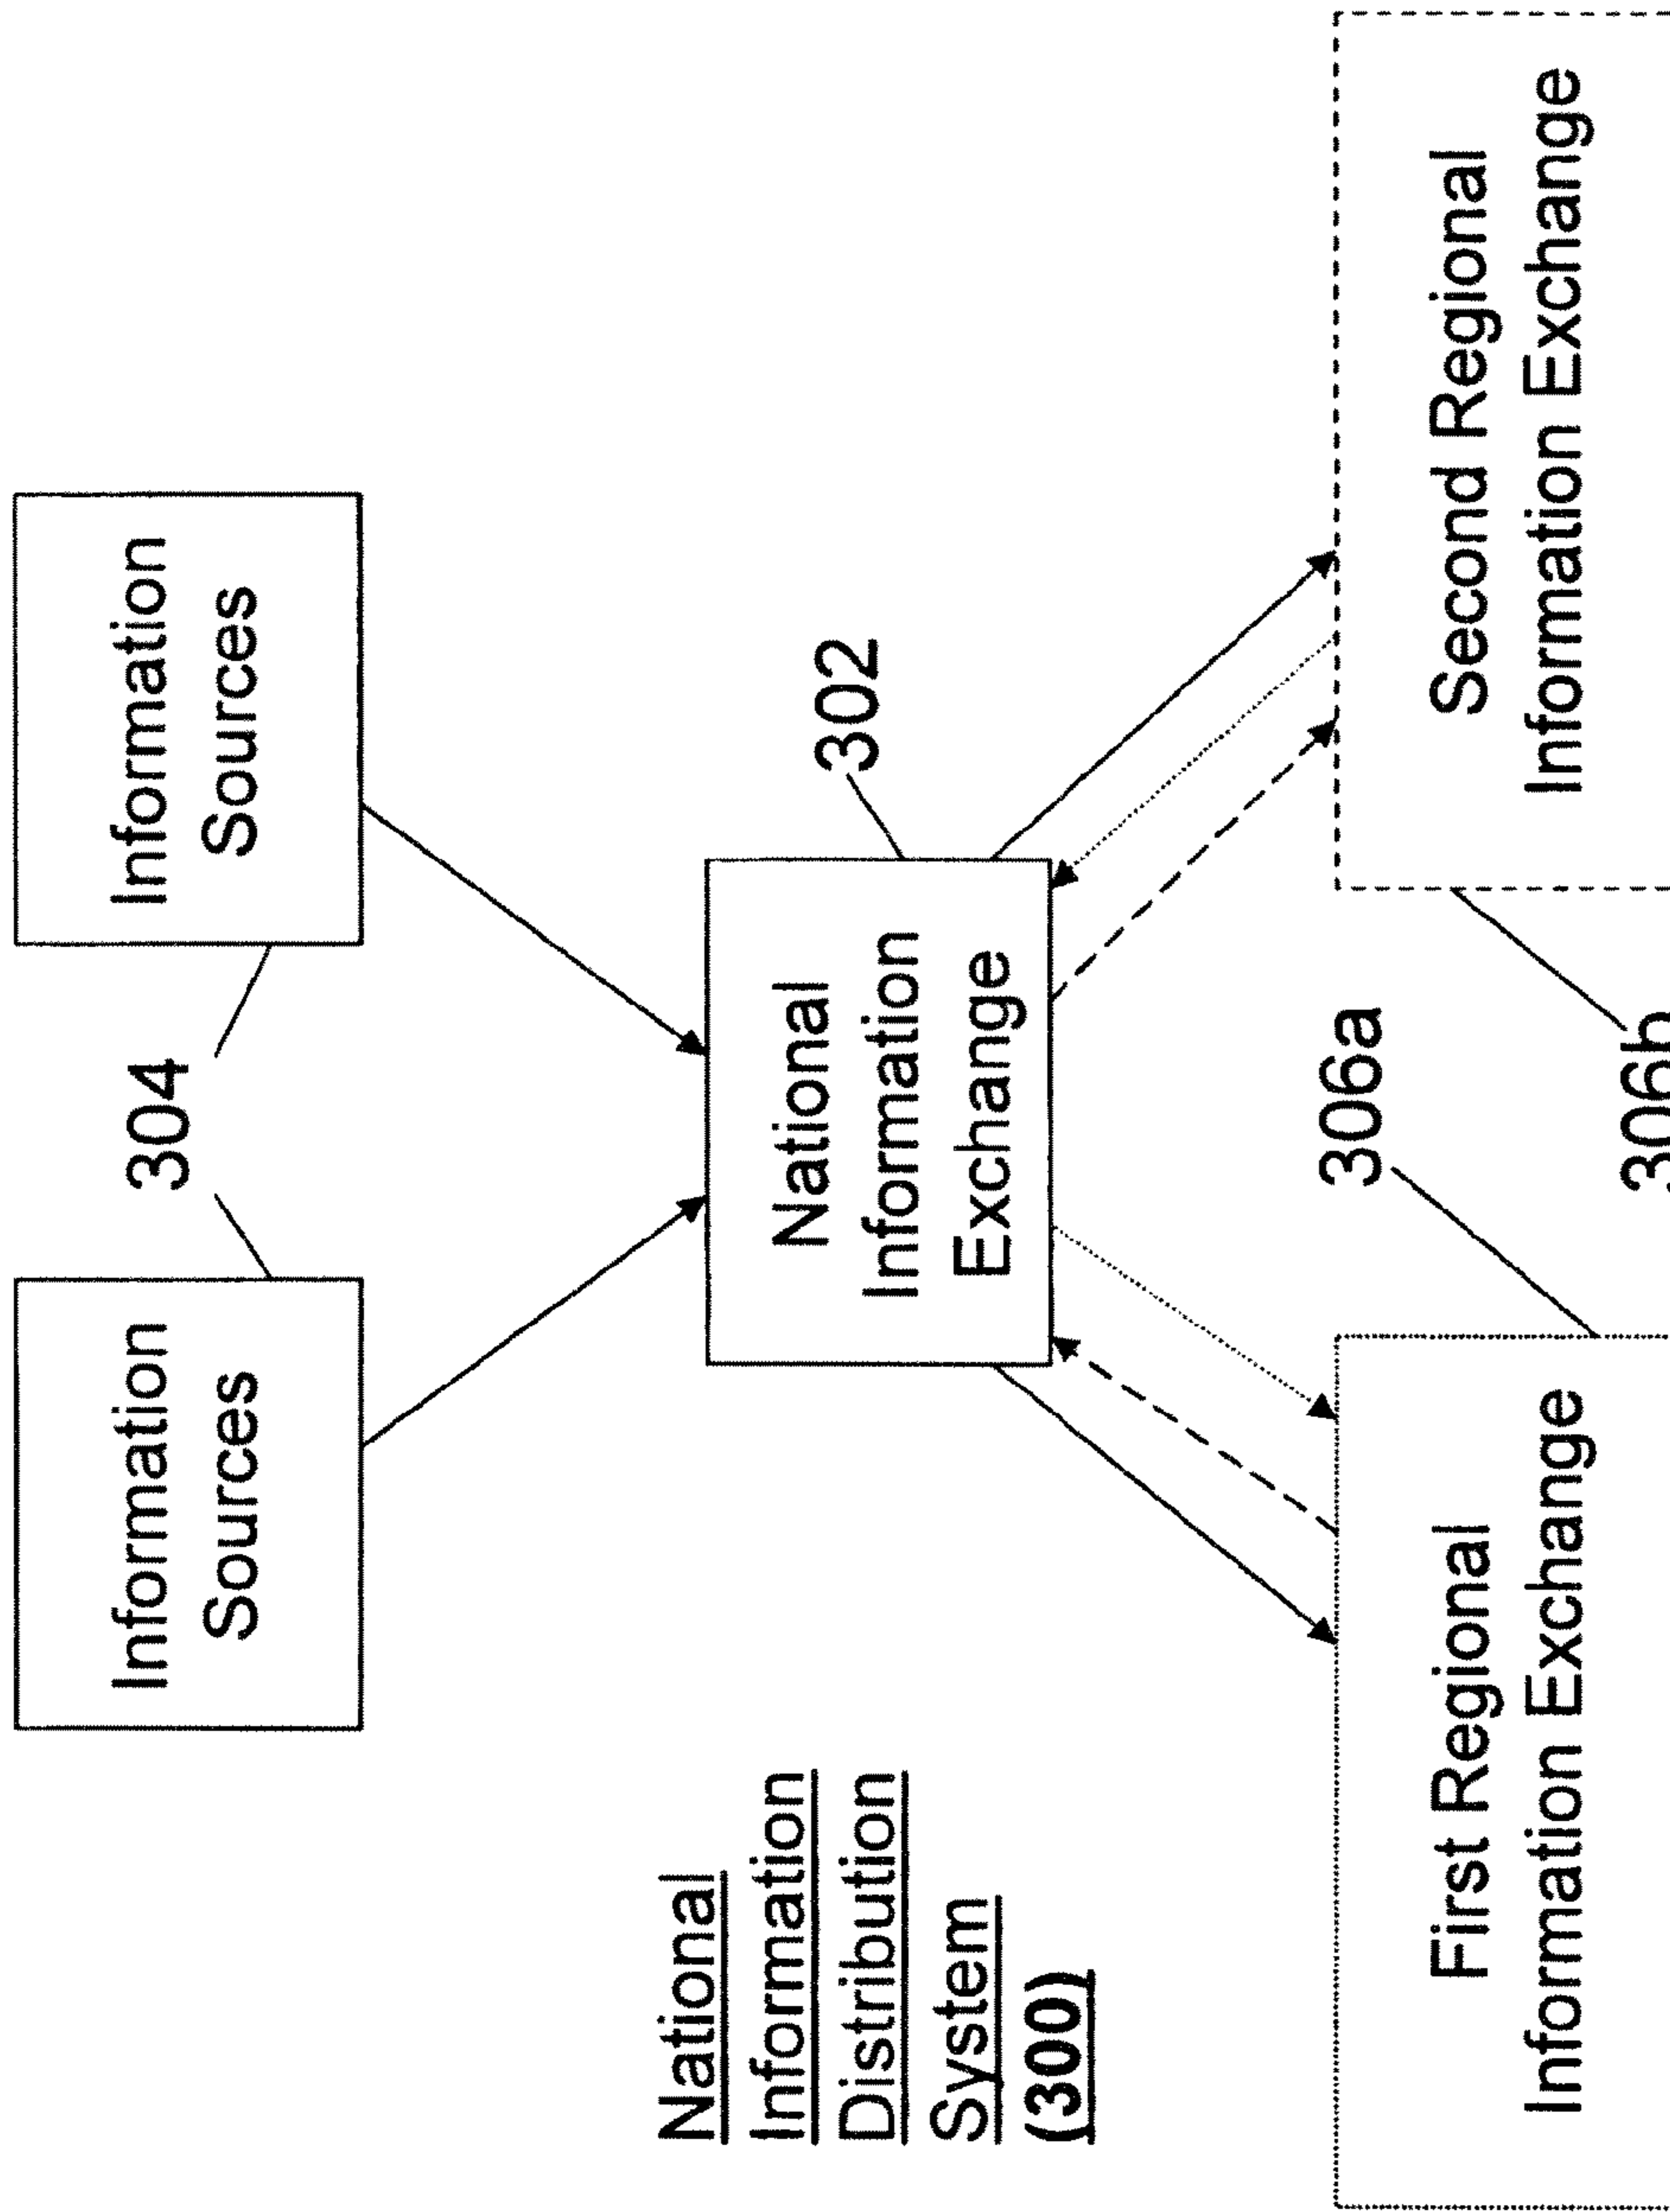 Information
Sources
304
Information
Sources
National
Information
Distribution
System
(300)
National
Information
Exchange
302
First Regional
Information Exchange
306a
306b
Second Regional
Information Exchange